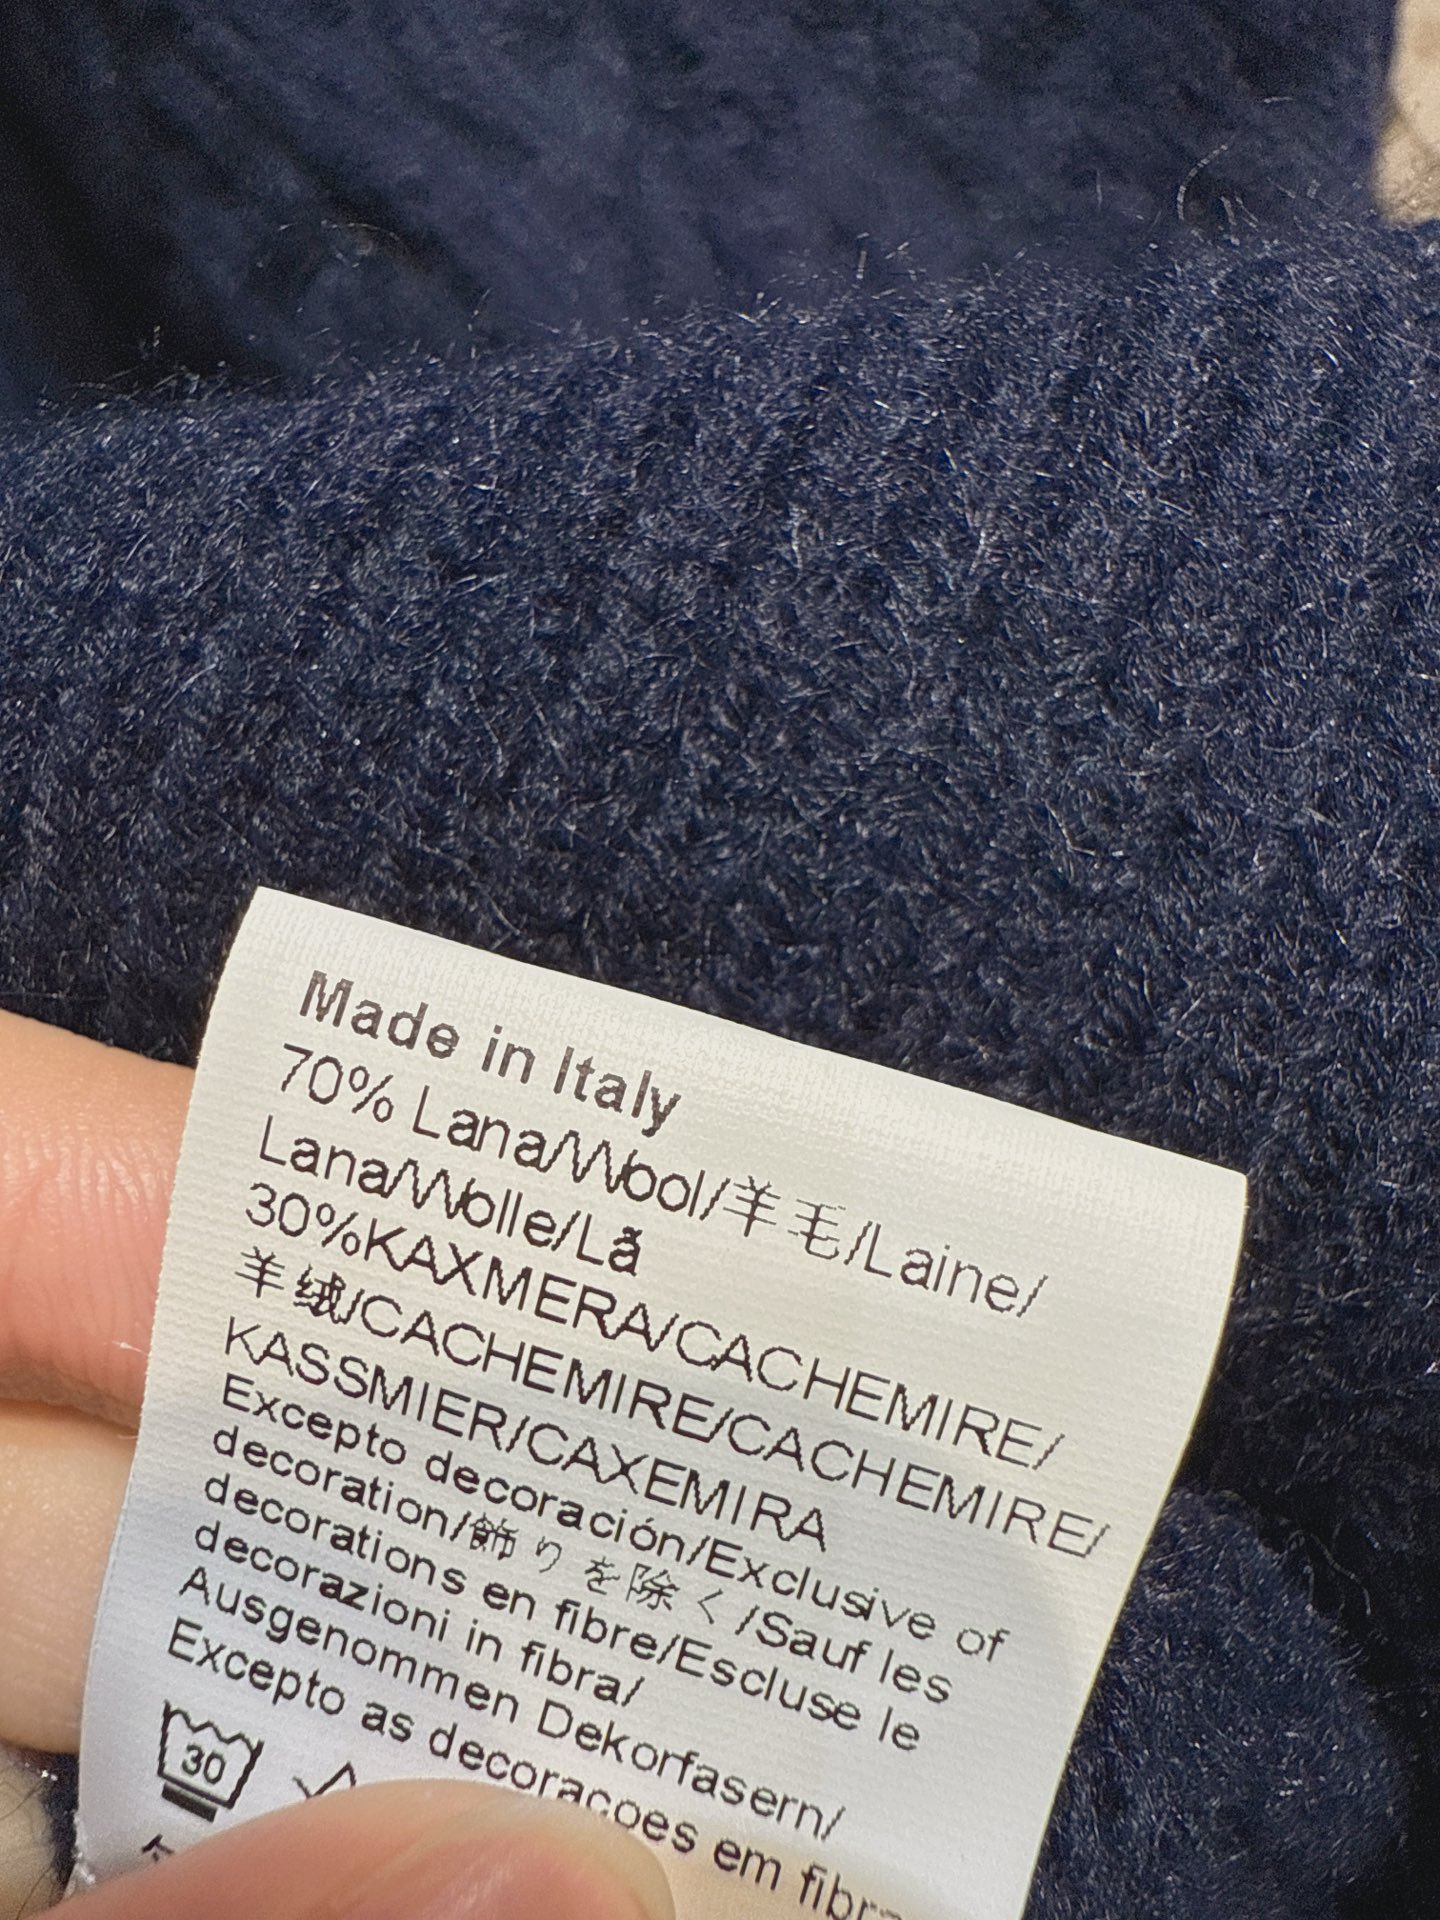 Made in Italy
70% Lana/Wool/羊毛/Laine/
Lana/Wolle/Lã
30%KAXMERA/CACHEMIRE/
羊绒/CACHEMIRE/CACHEMIRE/
KASSMIER/CAXEMIRA
Excepto decoración/Exclusive of
decoration/飾りを除く/Sauf les
decorations en fibre/Escluse le
decorazioni in fibra/
Ausgenommen Dekorfasern/
Excepto as decoraçoes em
30